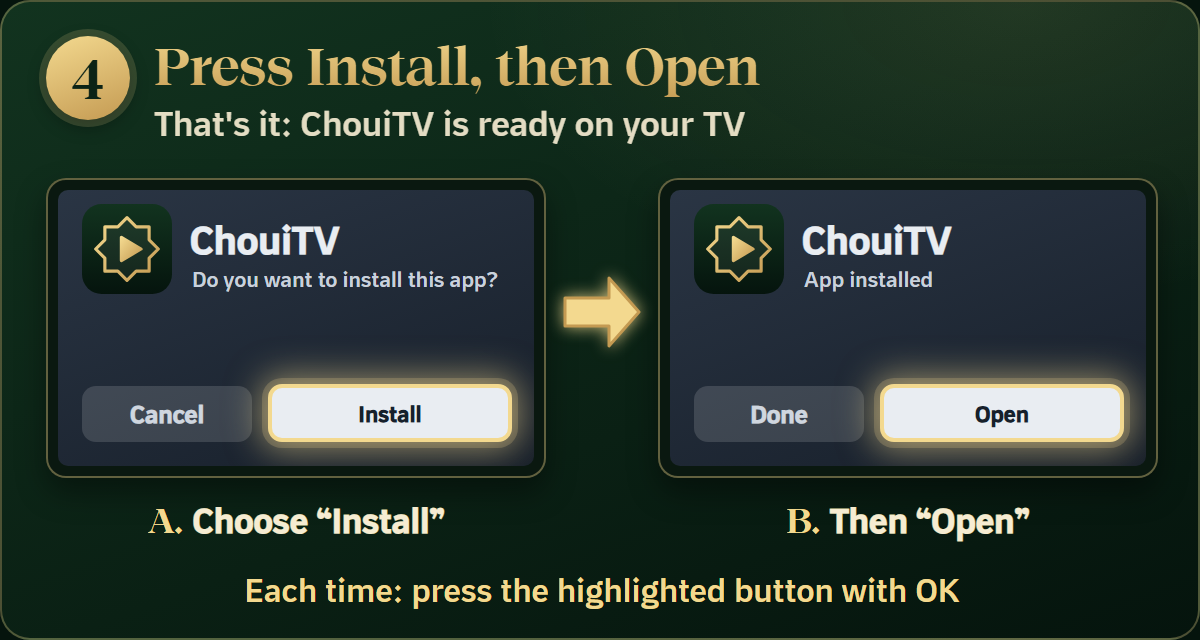 4
Press Install, then Open
That's it: ChouiTV is ready on your TV
ChouiTV
Do you want to install this app?
Cancel
Install
ChouiTV
App installed
Done
Open
A. Choose “Install”
B. Then “Open”
Each time: press the highlighted button with OK